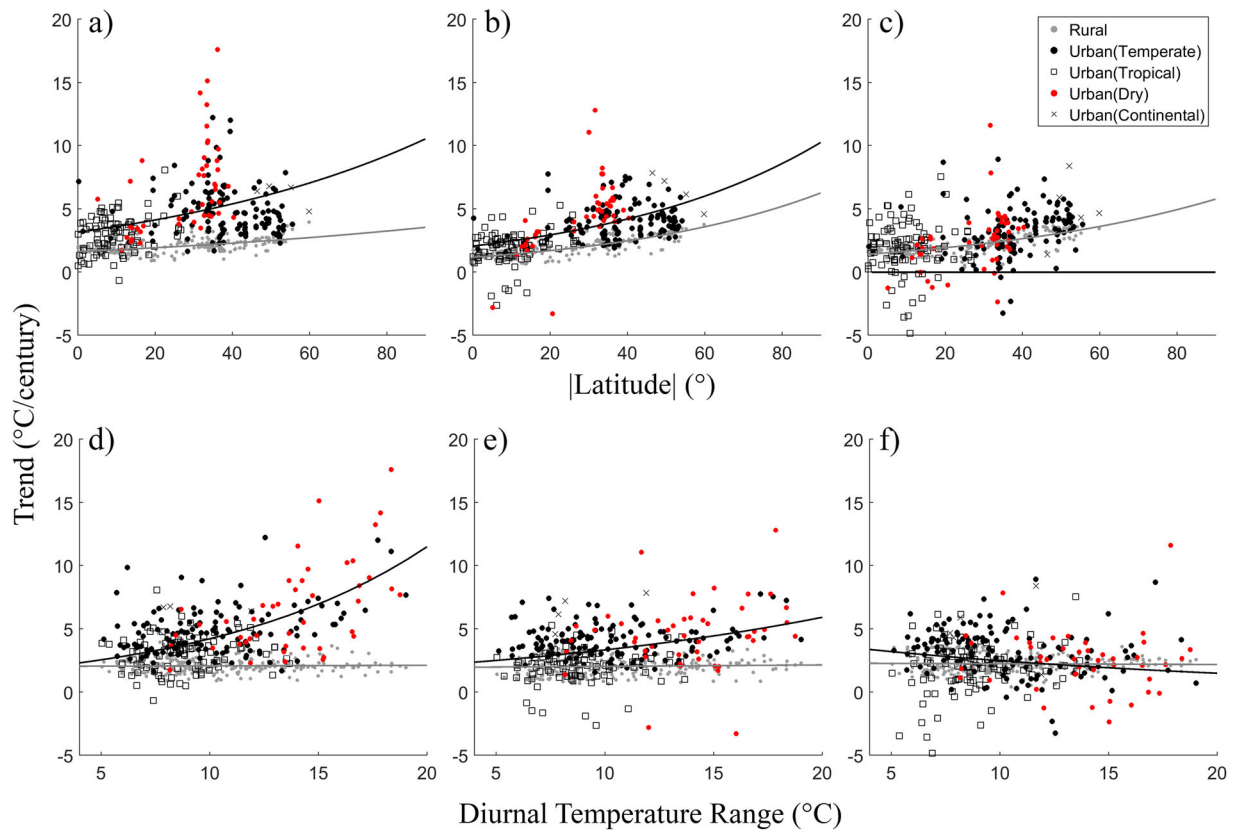 a)
b)
c)
Rural
Urban(Temperate)
Urban(Tropical)
Urban(Dry)
Urban(Continental)
20
15
10
5
0
-5
0 20 40 60 80
20
15
10
5
0
-5
0 20 40 60 80
20
15
10
5
0
-5
0 20 40 60 80
|Latitude| (°)
Trend (°C/century)
d)
e)
f)
20
15
10
5
0
-5
5 10 15 20
20
15
10
5
0
-5
5 10 15 20
20
15
10
5
0
-5
5 10 15 20
Diurnal Temperature Range (°C)